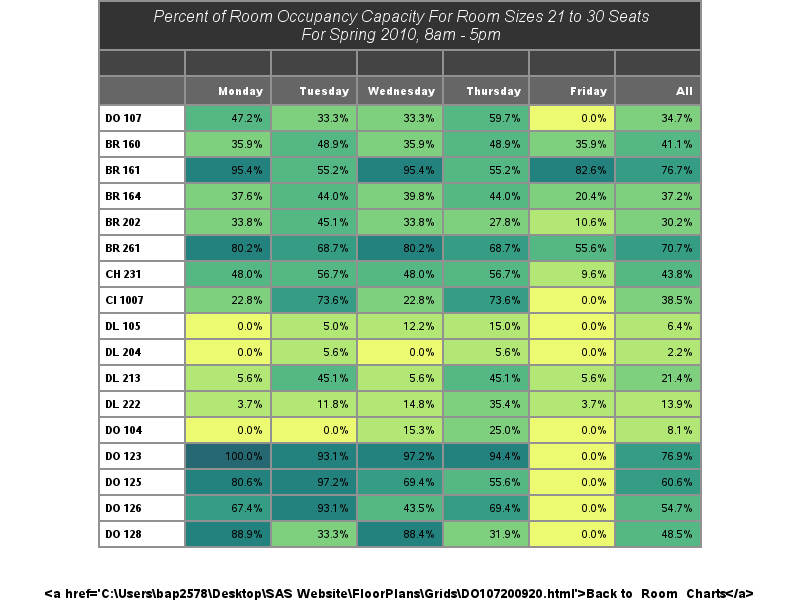 Percent of Room Occupancy Capacity For Room Sizes 21 to 30 Seats
For Spring 2010, 8am - 5pm
Monday Tuesday Wednesday Thursday Friday All
DO 107 47.2% 33.3% 33.3% 59.7% 0.0% 34.7%
BR 160 35.9% 48.9% 35.9% 48.9% 35.9% 41.1%
BR 161 95.4% 55.2% 95.4% 55.2% 82.6% 76.7%
BR 164 37.6% 44.0% 39.8% 44.0% 20.4% 37.2%
BR 202 33.8% 45.1% 33.8% 27.8% 10.6% 30.2%
BR 261 80.2% 68.7% 80.2% 68.7% 55.6% 70.7%
CH 231 48.0% 56.7% 48.0% 56.7% 9.6% 43.8%
CI 1007 22.8% 73.6% 22.8% 73.6% 0.0% 38.5%
DL 105 0.0% 5.0% 12.2% 15.0% 0.0% 6.4%
DL 204 0.0% 5.6% 0.0% 5.6% 0.0% 2.2%
DL 213 5.6% 45.1% 5.6% 45.1% 5.6% 21.4%
DL 222 3.7% 11.8% 14.8% 35.4% 3.7% 13.9%
DO 104 0.0% 0.0% 15.3% 25.0% 0.0% 8.1%
DO 123 100.0% 93.1% 97.2% 94.4% 0.0% 76.9%
DO 125 80.6% 97.2% 69.4% 55.6% 0.0% 60.6%
DO 126 67.4% 93.1% 43.5% 69.4% 0.0% 54.7%
DO 128 88.9% 33.3% 88.4% 31.9% 0.0% 48.5%
<a href='C:\Users\bap2578\Desktop\SAS Website\FloorPlans\Grids\DO107200920.html'>Back to Room Charts</a>